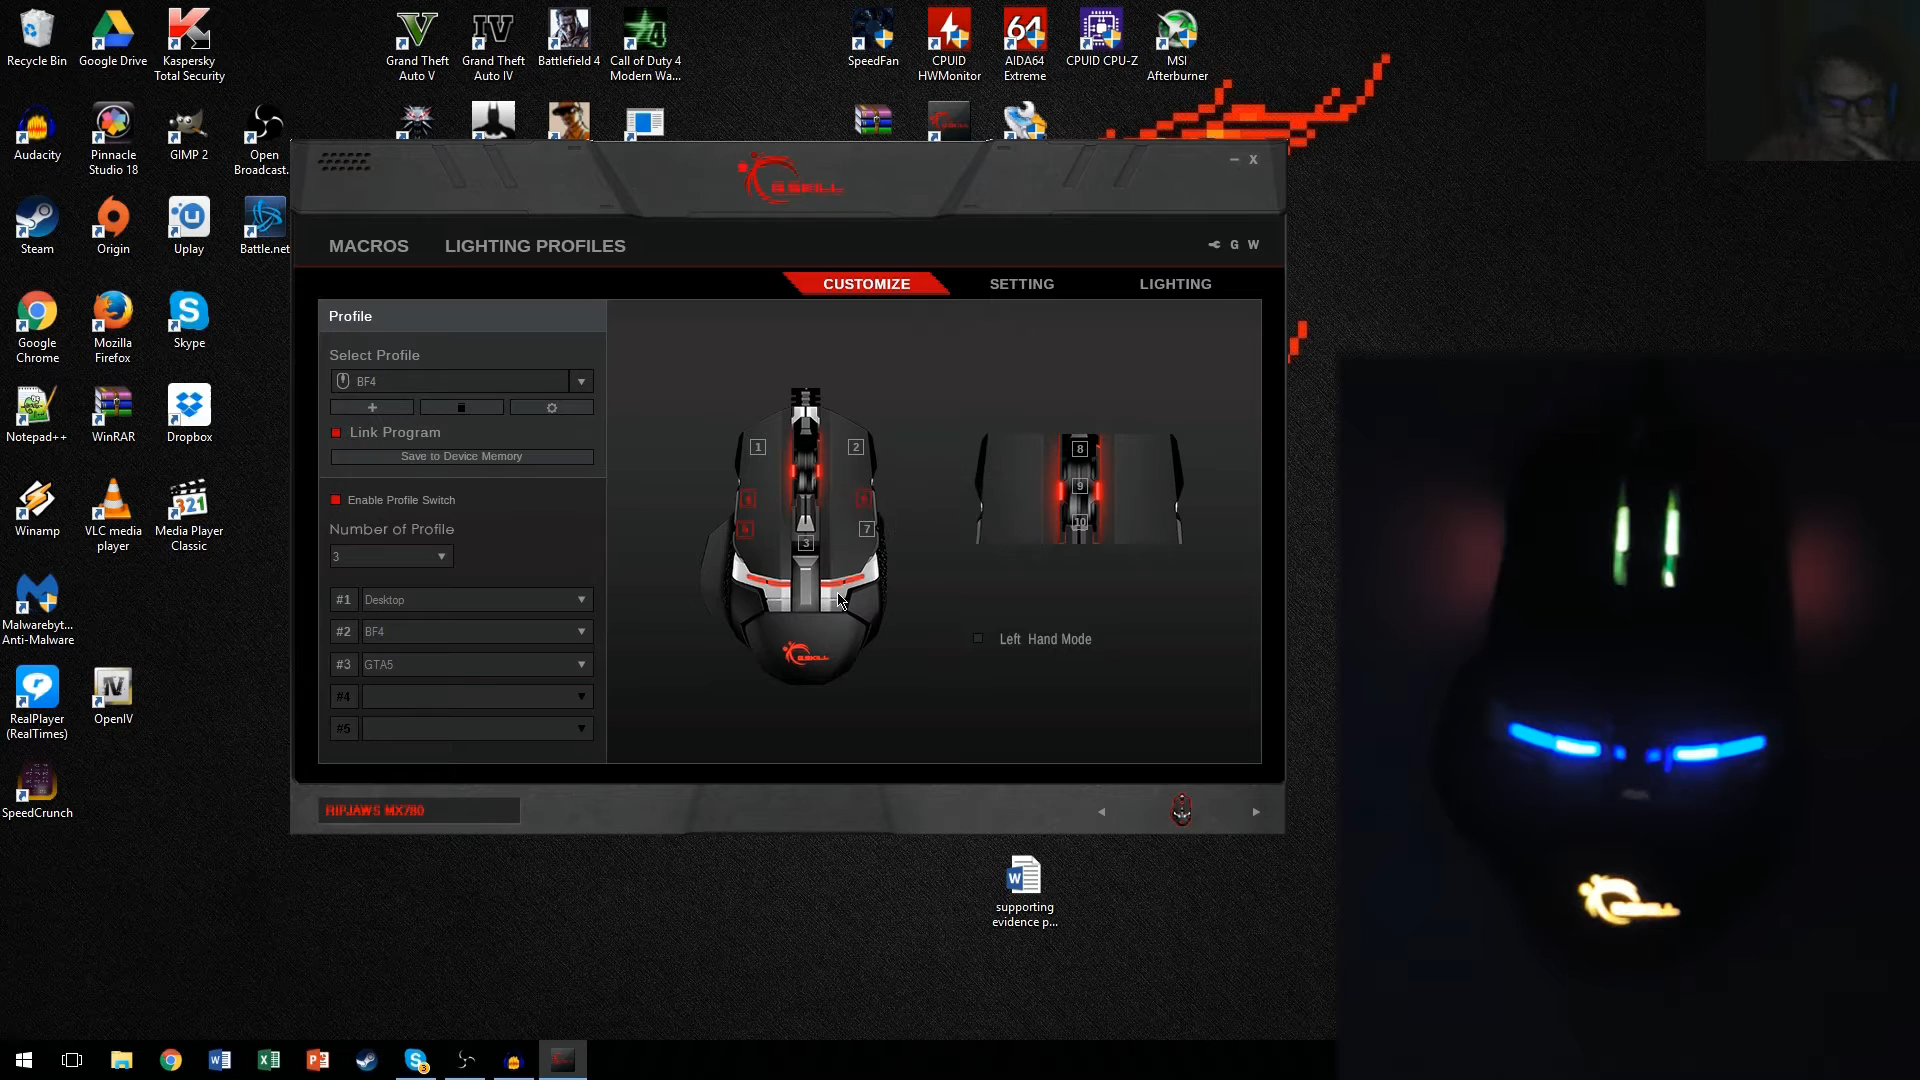 Recycle Bin
Google Drive
Kaspersky
Total Security
Grand Theft
Auto V
Grand Theft
Auto IV
Battlefield 4
Call of Duty 4
Modern Wa...
SpeedFan
CPUID
HWMonitor
64
AIDA64
Extreme
CPUID CPU-Z
MSI
Afterburner
Audacity
Pinnacle
Studio 18
GIMP 2
Open
Broadcast...
Steam
Origin
Uplay
Battle.net
Google
Chrome
Mozilla
Firefox
Skype
Notepad++
WinRAR
Dropbox
Winamp
VLC media
player
Media Player
Classic
Malwarebyt...
Anti-Malware
RealPlayer
(RealTimes)
OpenIV
SpeedCrunch
G.SKILL
– X
MACROS
LIGHTING PROFILES
G W
CUSTOMIZE
SETTING
LIGHTING
Profile
Select Profile
BF4
+
Link Program
Save to Device Memory
Enable Profile Switch
Number of Profile
3
#1 Desktop
#2 BF4
#3 GTA5
#4
#5
1
2
7
3
G.SKILL
8
9
10
Left Hand Mode
RIPJAWS MX780
supporting
evidence p...